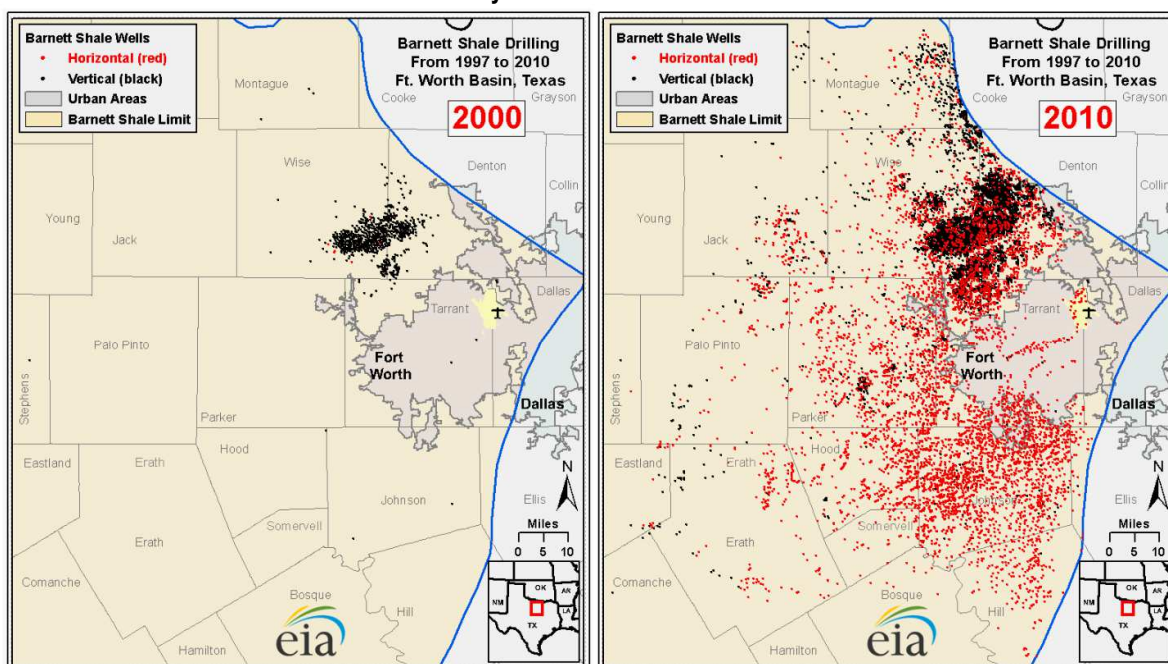 Barnett Shale Wells
Horizontal (red)
Vertical (black)
Urban Areas
Barnett Shale Limit
Barnett Shale Drilling
From 1997 to 2010
Ft. Worth Basin, Texas
2000
Montague
Cooke
Grayson
Wise
Denton
Collin
Young
Jack
Tarrant
Dallas
Palo Pinto
Fort
Worth
Stephens
Parker
Dallas
Hood
Eastland
Erath
Johnson
Ellis
N
Somervell
Miles
0 5 10
Erath
Comanche
Bosque
Hill
eia
Hamilton
OK
AR
NM
TX
LA
Barnett Shale Wells
Horizontal (red)
Vertical (black)
Urban Areas
Barnett Shale Limit
Barnett Shale Drilling
From 1997 to 2010
Ft. Worth Basin, Texas
2010
Montague
Cooke
Grayson
Wise
Denton
Collin
Young
Jack
Tarrant
Dallas
Palo Pinto
Fort
Worth
Stephens
Parker
Dallas
Hood
Eastland
Erath
Johnson
Ellis
N
Somervell
Miles
0 5 10
Erath
Comanche
Bosque
Hill
eia
Hamilton
OK
AR
NM
TX
LA